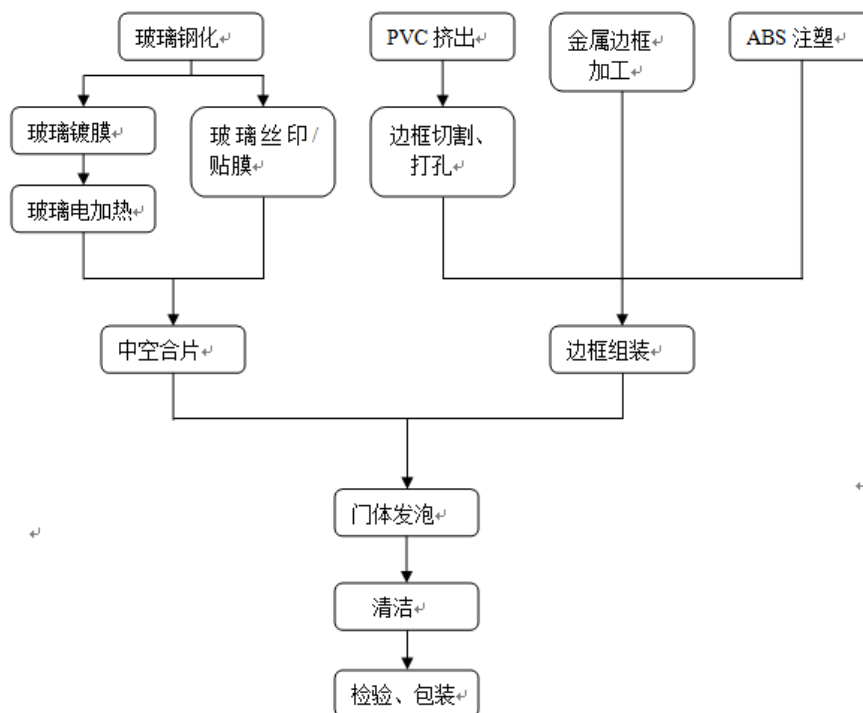 玻璃钢化
PVC 挤出
金属边框
加工
ABS 注塑
玻璃镀膜
玻璃丝印/
贴膜
边框切割、
打孔
玻璃电加热
中空合片
边框组装
门体发泡
清洁
检验、包装